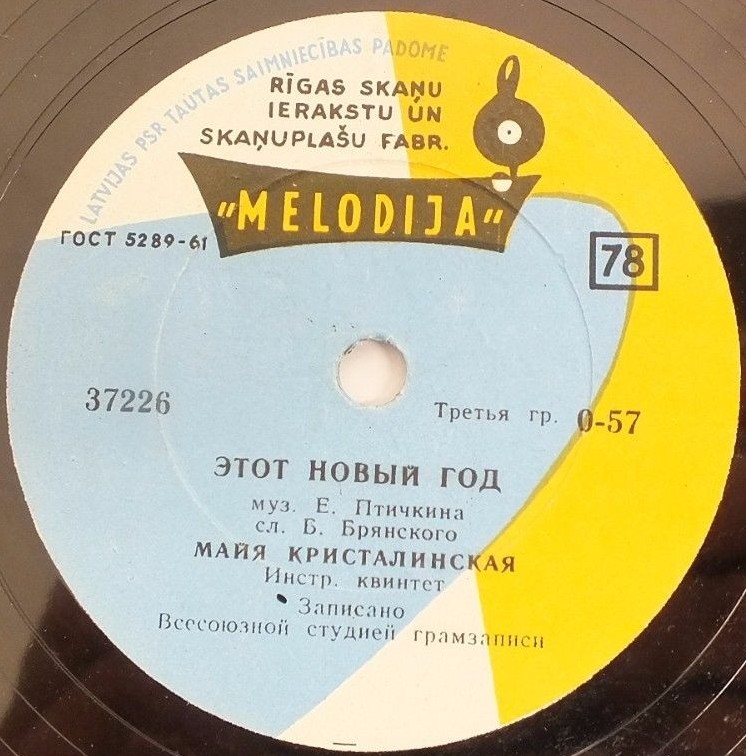 LATVIJAS PSR TAUTAS SAIMNIECĪBAS PADOME
RĪGAS SKAŅU
IERAKSTU UN
SKAŅUPLAŠU FABR.
"MELODIJA"
ГОСТ 5289-61
78
37226
Третья гр. 0-57
ЭТОТ НОВЫЙ ГОД
муз. Е. Птичкина
сл. Б. Брянского
МАЙЯ КРИСТАЛИНСКАЯ
Инстр. квинтет
Записано
Всесоюзной студией грамзаписи